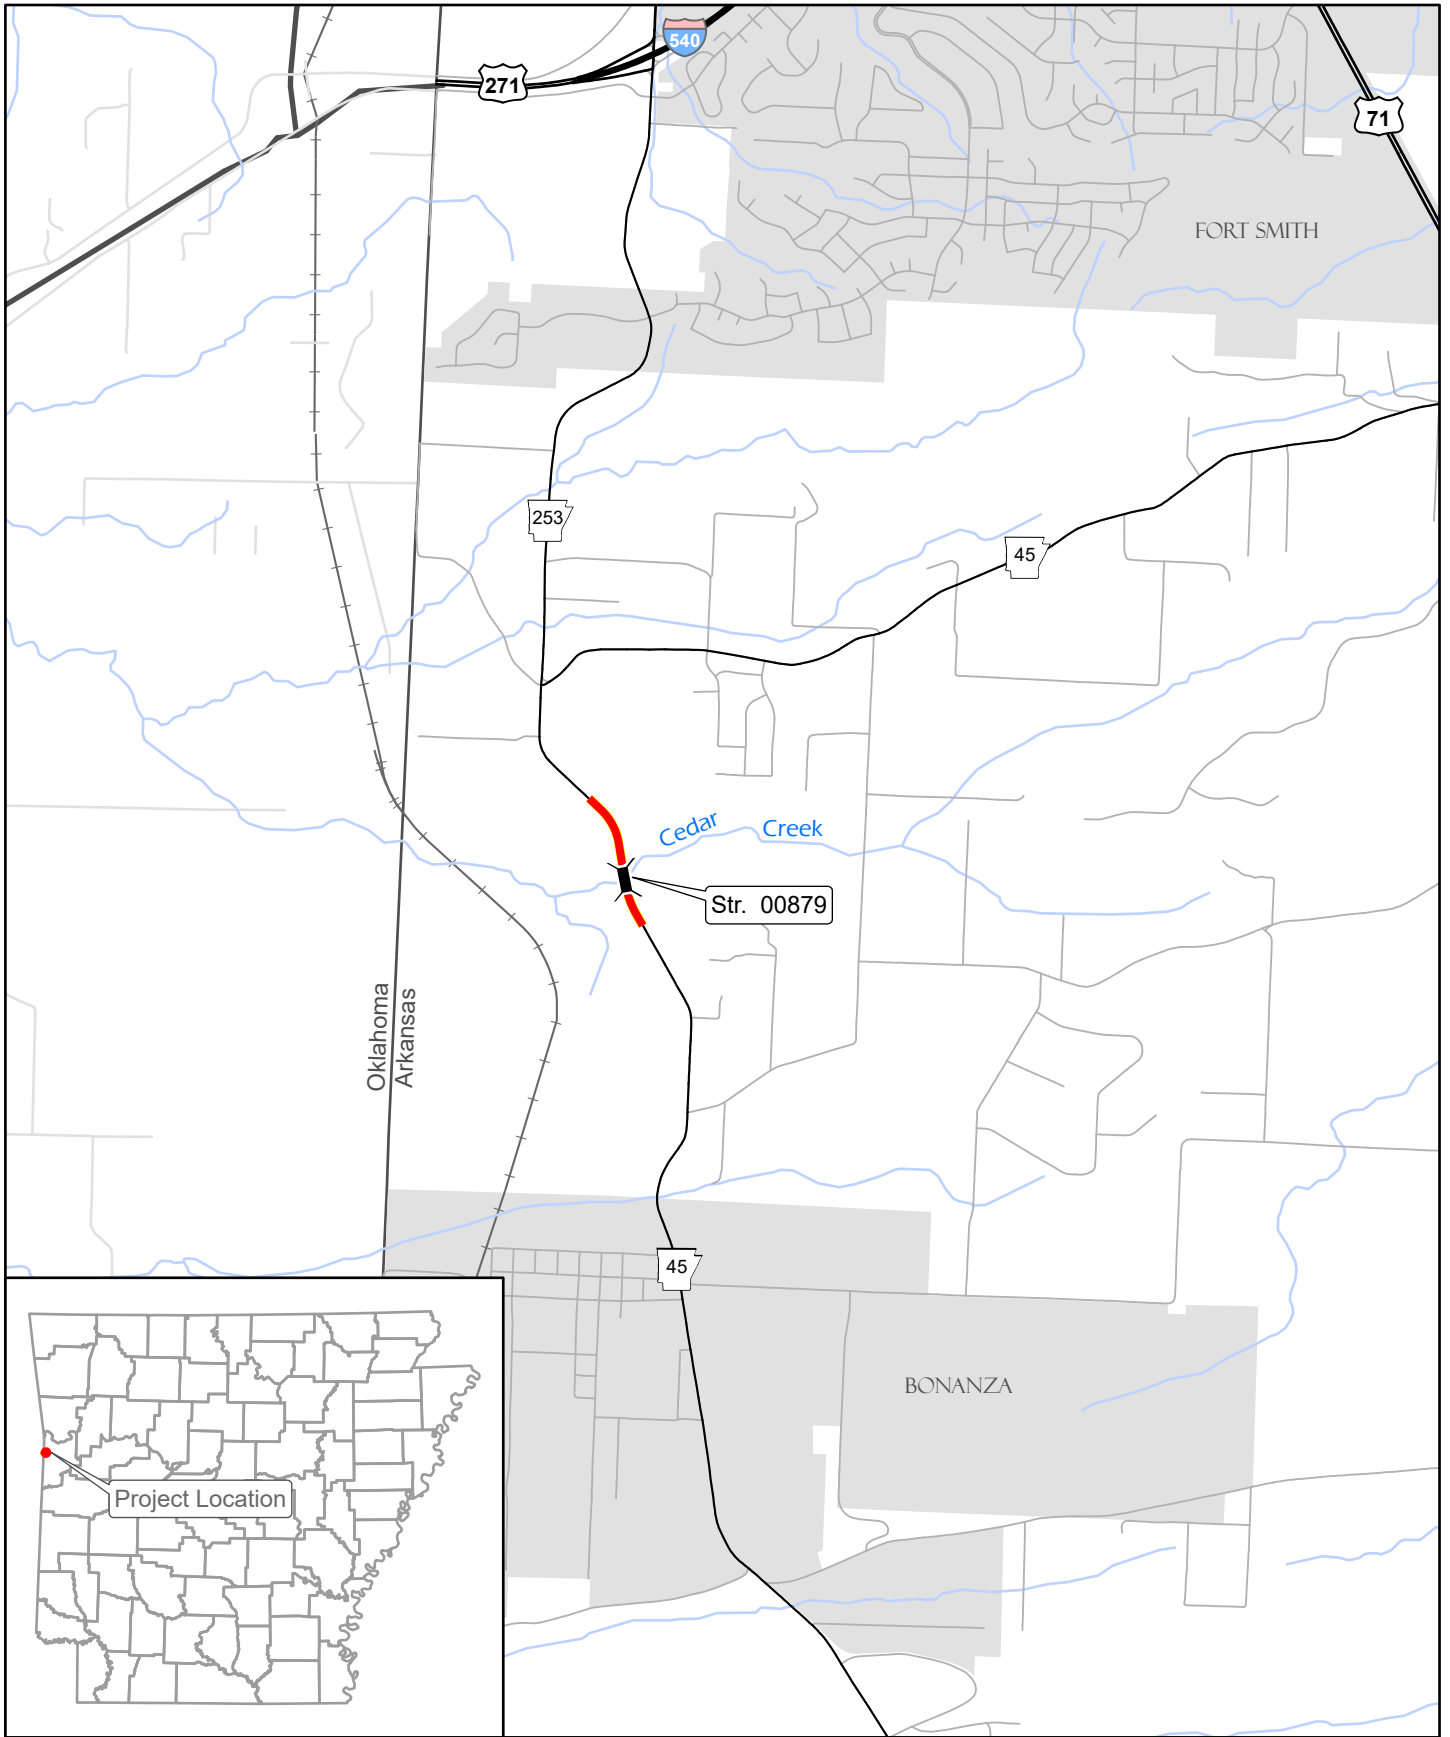 540
271
71
FORT SMITH
253
45
Cedar Creek
Str. 00879
Oklahoma
Arkansas
45
BONANZA
Project Location